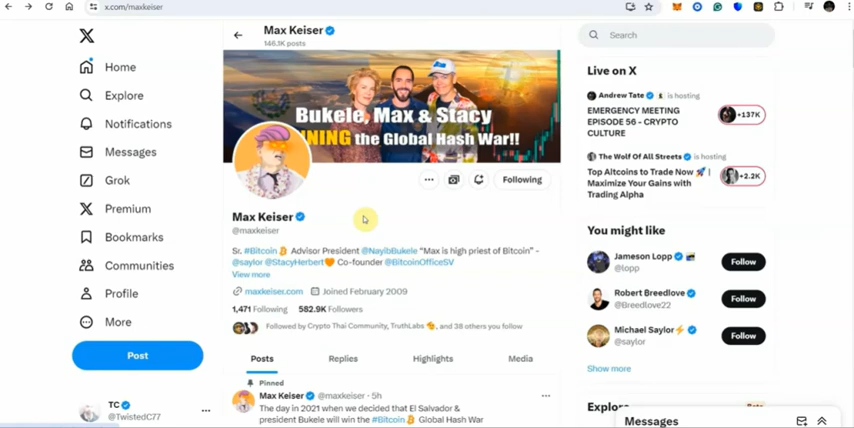 x.com/maxkeiser
Home
Explore
Notifications
Messages
Grok
Premium
Bookmarks
Communities
Profile
More
Post
TC
@TwistedC77
Max Keiser
146.1K posts
Bukele, Max & Stacy
the Global Hash War!!
Following
Max Keiser
@maxkeiser
Sr. #Bitcoin Advisor President @NayibBukele “Max is high priest of Bitcoin” -
@saylor @StacyHerbert🧡 Co-founder @BitcoinOfficeSV
View more
maxkeiser.com Joined February 2009
1,471 Following 582.9K Followers
Followed by Crypto Thai Community, TruthLabs, and 38 others you follow
Posts Replies Highlights Media
Pinned
Max Keiser @maxkeiser · 5h
The day in 2021 when we decided that El Salvador &
president Bukele will win the #Bitcoin Global Hash War
Search
Live on X
Andrew Tate is hosting
EMERGENCY MEETING
EPISODE 56 - CRYPTO
CULTURE
+137K
The Wolf Of All Streets is hosting
Top Altcoins to Trade Now 🚀 |
Maximize Your Gains with
Trading Alpha
+2.2K
You might like
Jameson Lopp
@lopp
Follow
Robert Breedlove
@Breedlove22
Follow
Michael Saylor⚡
@saylor
Follow
Show more
Explore
Messages